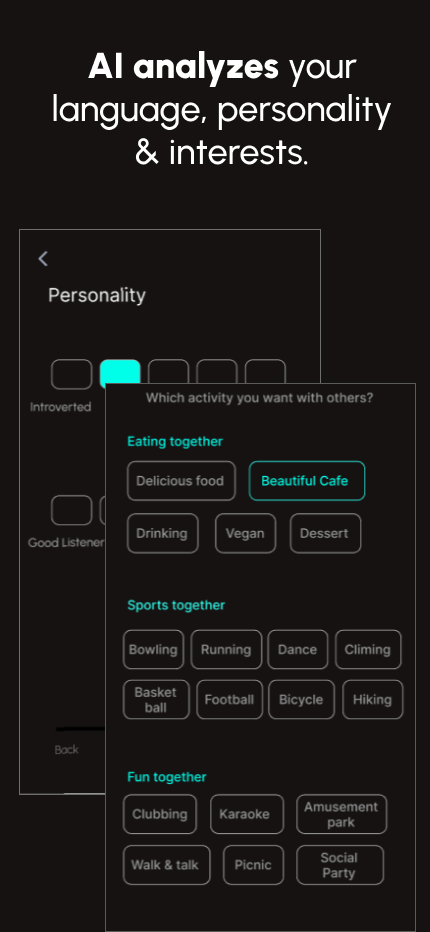 AI analyzes your
language, personality
& interests.
Personality
Introverted
Good Listener
Back
Which activity you want with others?
Eating together
Delicious food
Beautiful Cafe
Drinking
Vegan
Dessert
Sports together
Bowling
Running
Dance
Climing
Basket
ball
Football
Bicycle
Hiking
Fun together
Clubbing
Karaoke
Amusement
park
Walk & talk
Picnic
Social
Party